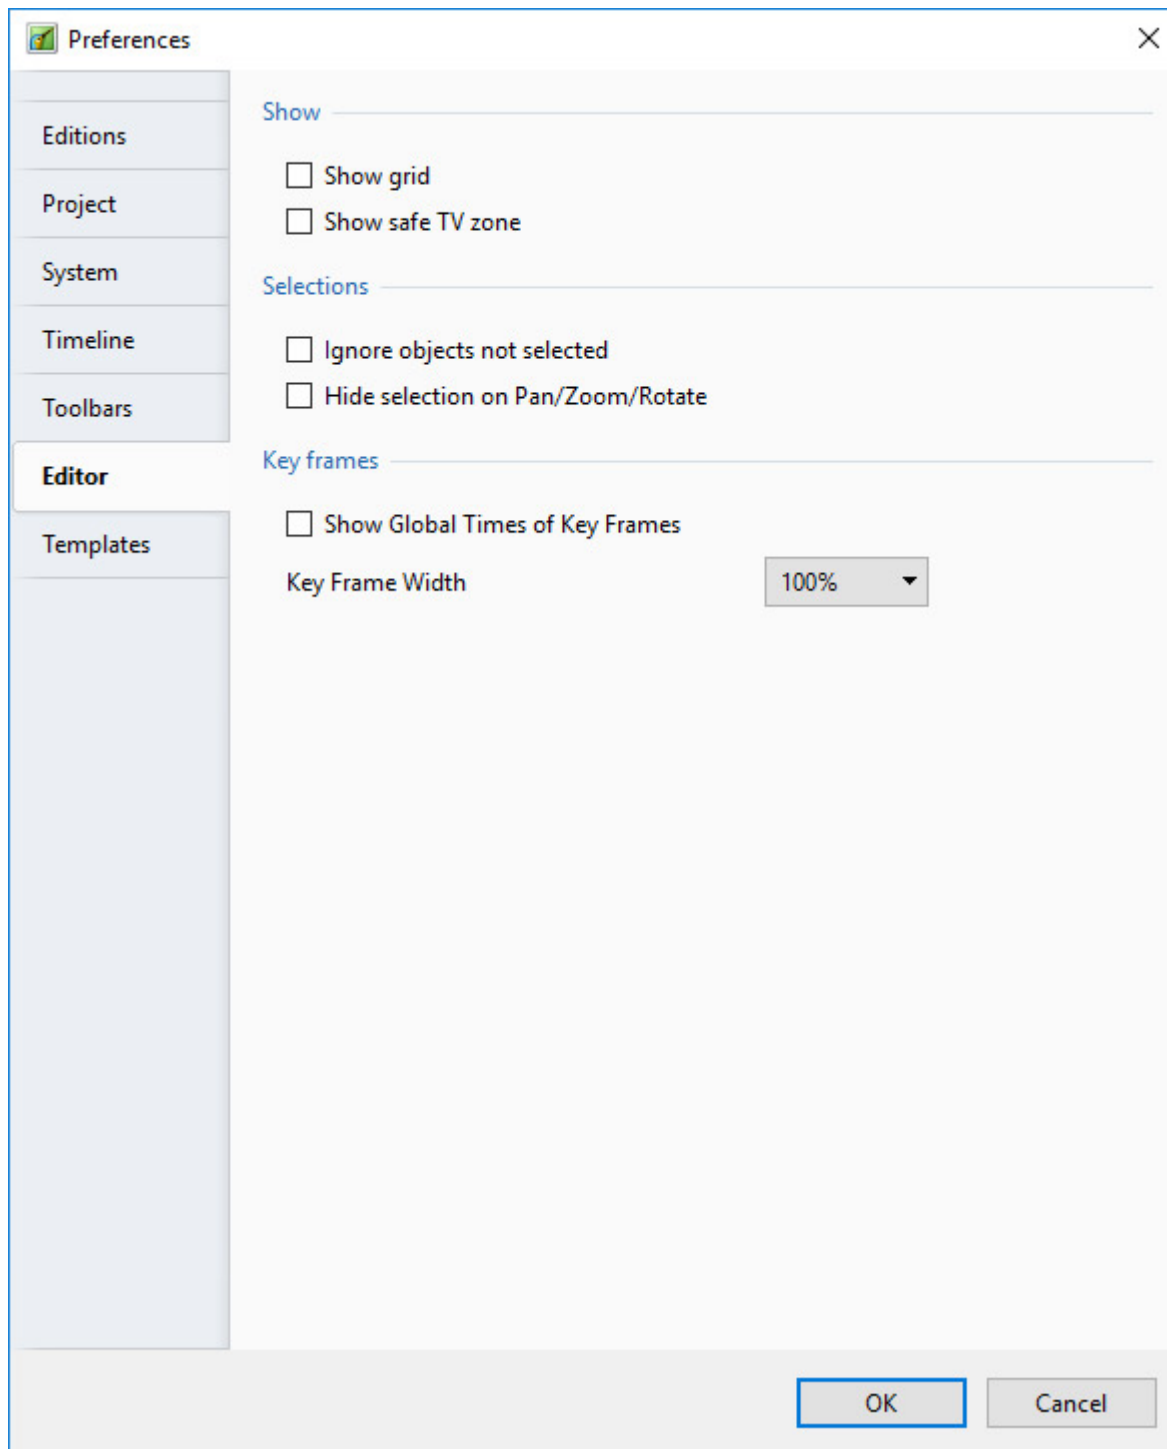 Preferences
Editions
Project
System
Timeline
Toolbars
Editor
Templates
Show
Show grid
Show safe TV zone
Selections
Ignore objects not selected
Hide selection on Pan/Zoom/Rotate
Key frames
Show Global Times of Key Frames
Key Frame Width 100%
OK Cancel